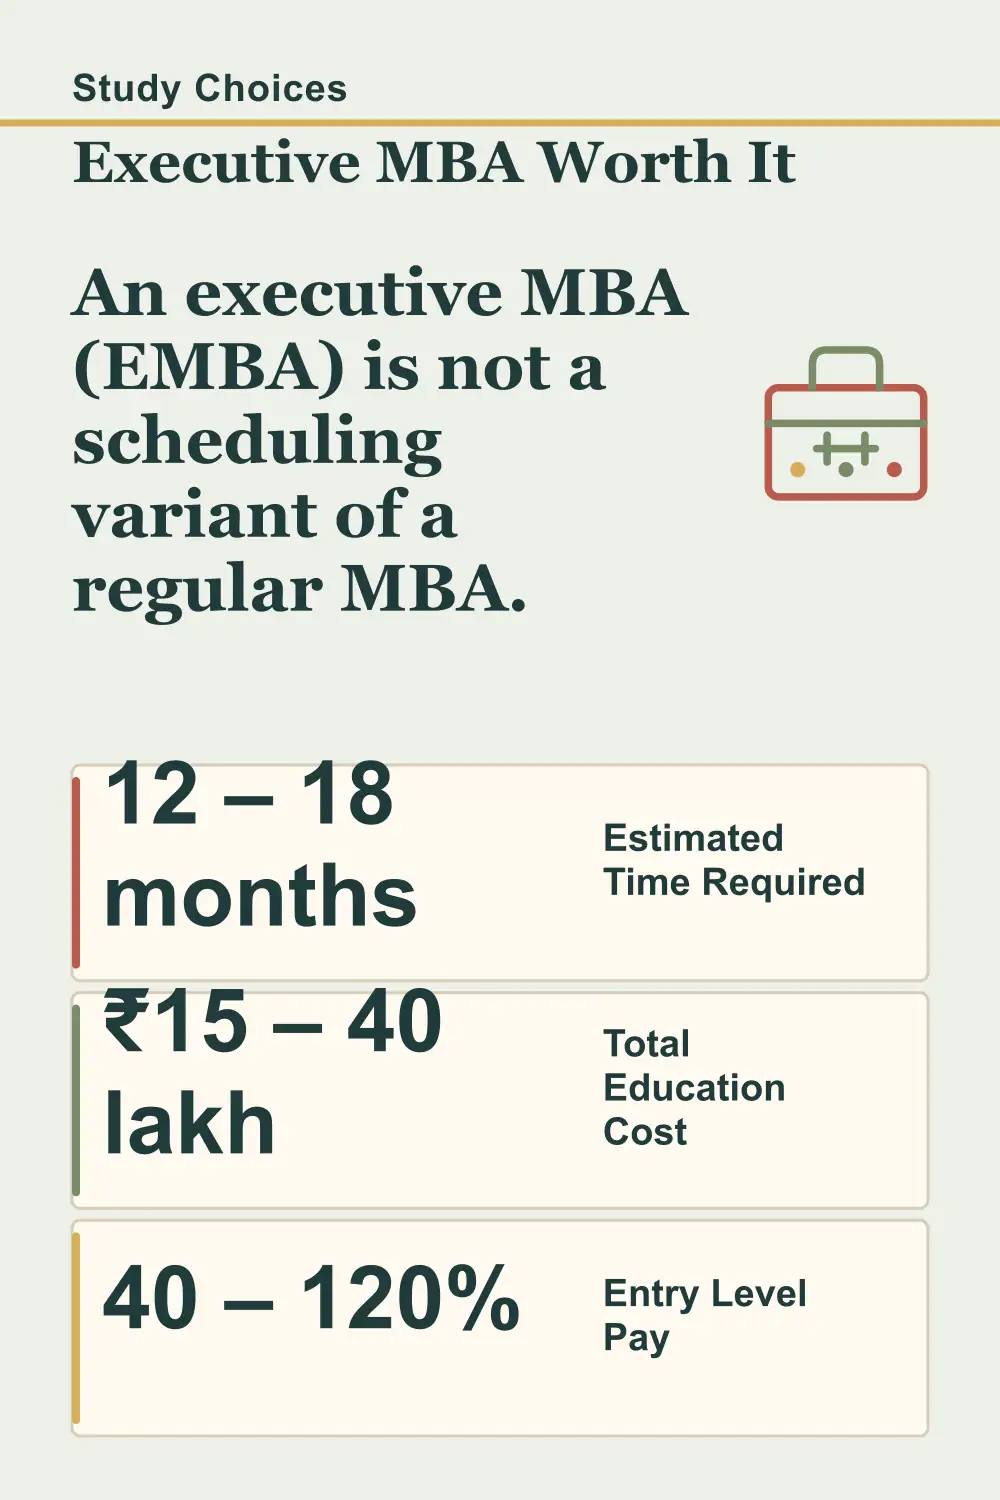 Study Choices
Executive MBA Worth It
An executive MBA
(EMBA) is not a
scheduling
variant of a
regular MBA.
12 – 18
months
Estimated
Time Required
₹15 – 40
lakh
Total
Education
Cost
40 – 120%
Entry Level
Pay